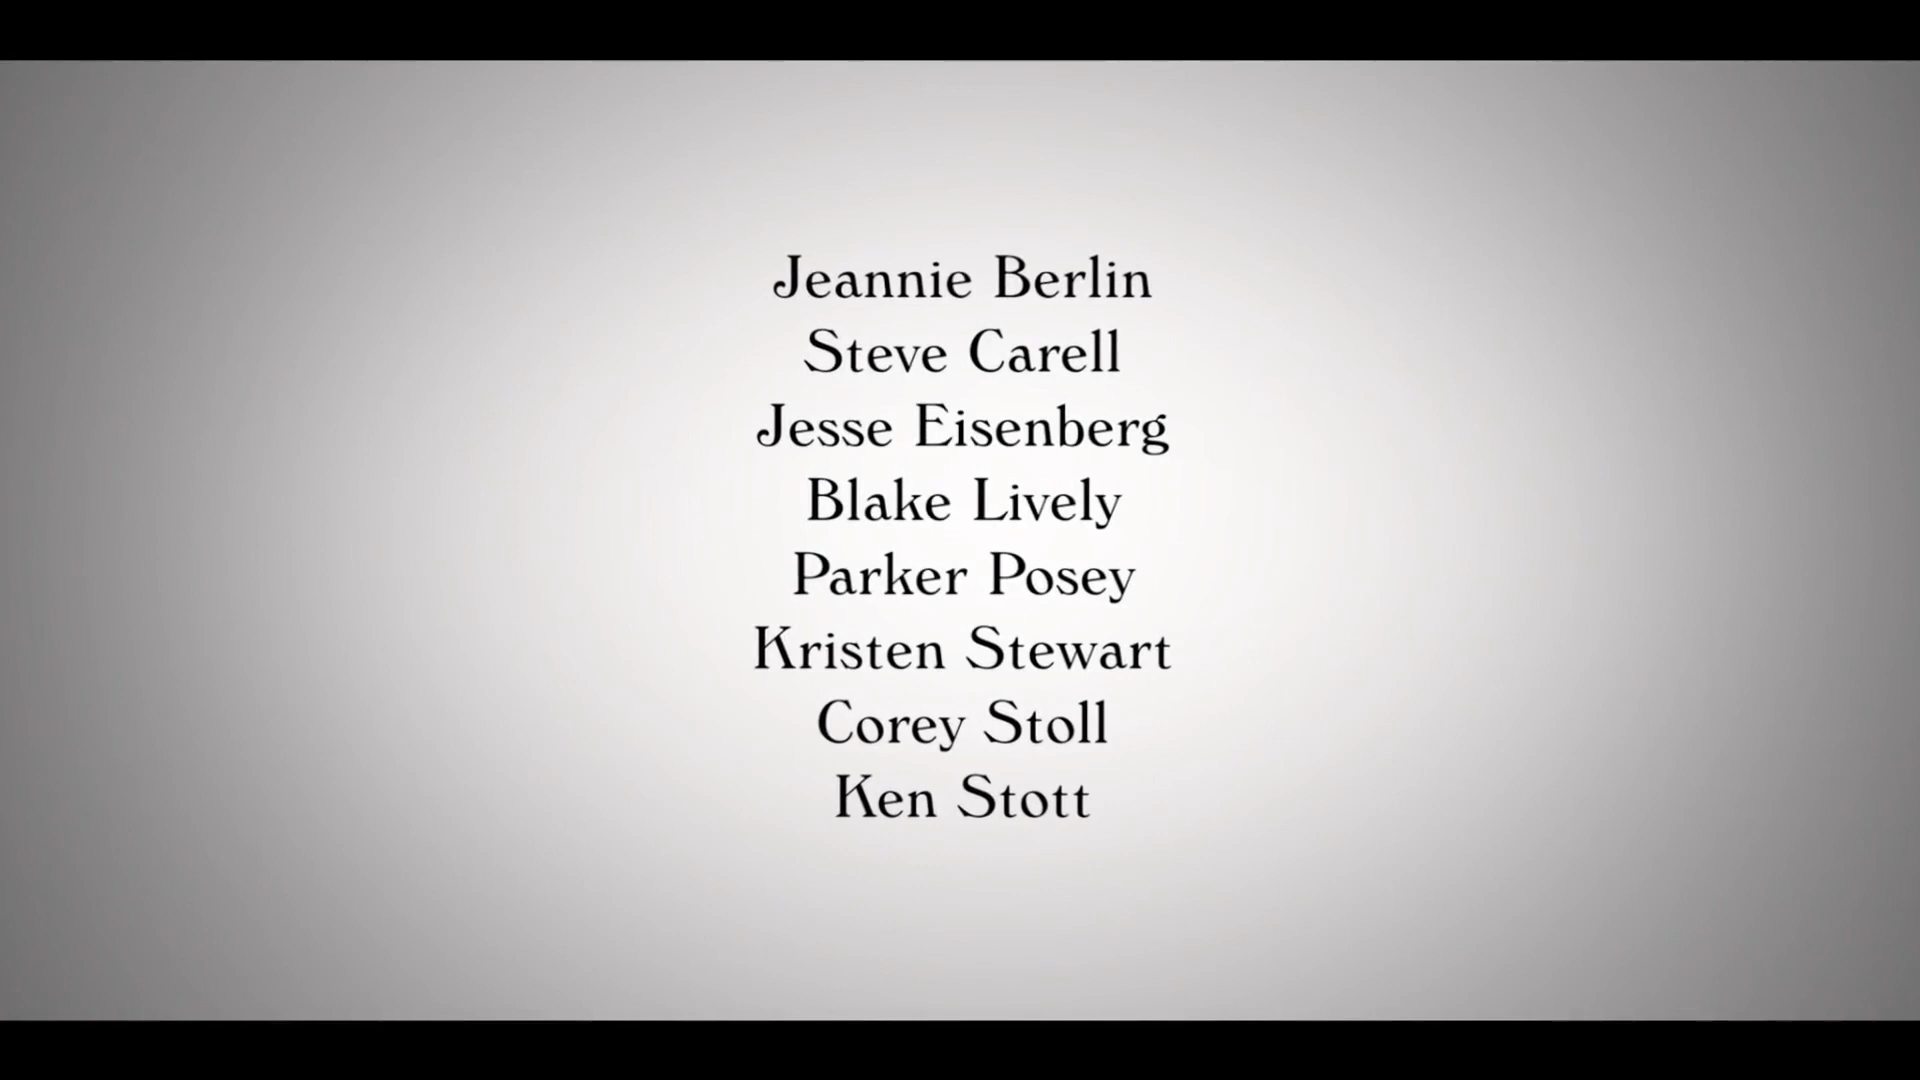 Jeannie Berlin
Steve Carell
Jesse Eisenberg
Blake Lively
Parker Posey
Kristen Stewart
Corey Stoll
Ken Stott